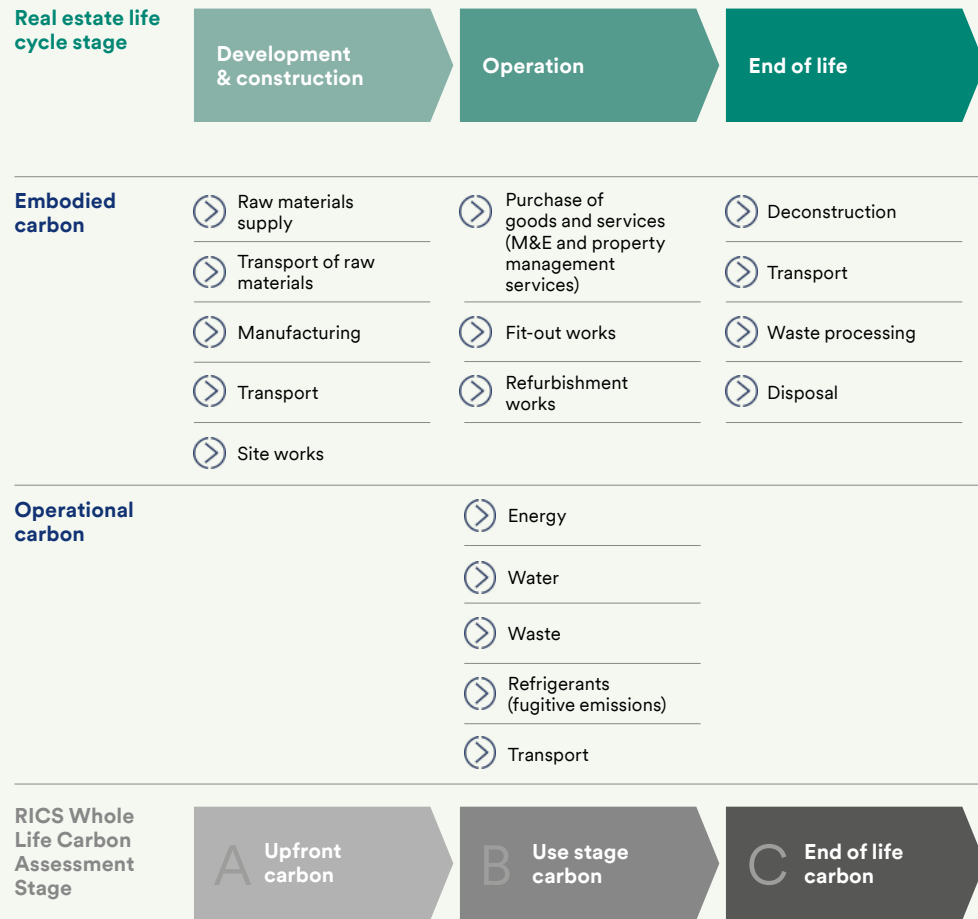 Real estate life
cycle stage
Development
& construction
Operation
End of life
Embodied
carbon
Raw materials
supply
Transport of raw
materials
Manufacturing
Transport
Site works
Purchase of
goods and services
(M&E and property
management
services)
Fit-out works
Refurbishment
works
Deconstruction
Transport
Waste processing
Disposal
Operational
carbon
Energy
Water
Waste
Refrigerants
(fugitive emissions)
Transport
RICS Whole
Life Carbon
Assessment
Stage
A
Upfront
carbon
B
Use stage
carbon
C
End of life
carbon